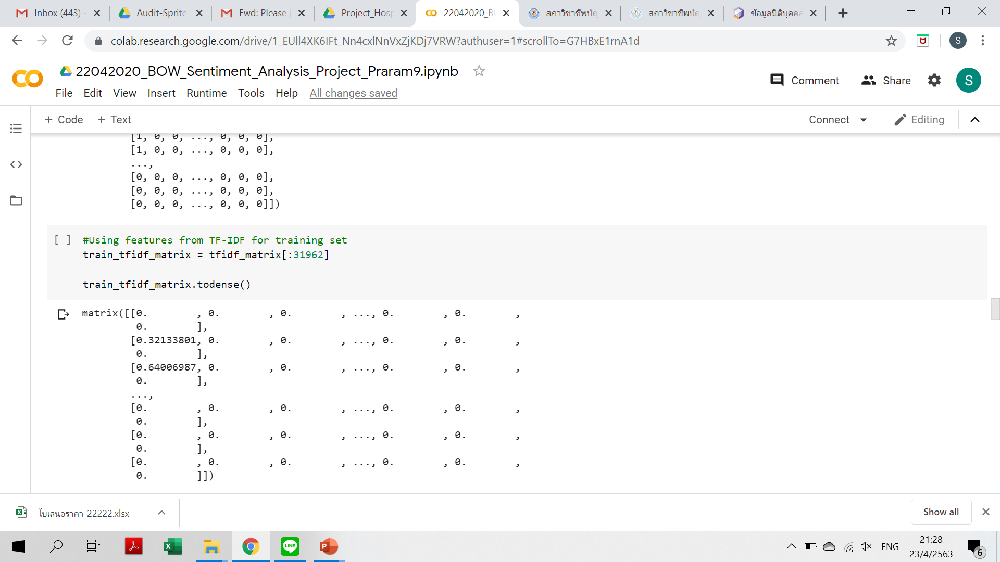 Inbox (443) -
Audit-Sprite
Fwd: Please j
Project_Hosp
22042020_BO
สภาวิชาชีพบัญ
สภาวิชาชีพบัญ
ข้อมูลนิติบุคคล
colab.research.google.com/drive/1_EUll4XK6IFt_Nn4cxlNnVxZjKDj7VRW?authuser=1#scrollTo=G7HBxE1rnA1d
S
22042020_BOW_Sentiment_Analysis_Project_Praram9.ipynb
Comment
Share
S
File Edit View Insert Runtime Tools Help All changes saved
+ Code + Text
Connect
Editing
[1, 0, 0, ..., 0, 0, 0],
[1, 0, 0, ..., 0, 0, 0],
...,
[0, 0, 0, ..., 0, 0, 0],
[0, 0, 0, ..., 0, 0, 0],
[0, 0, 0, ..., 0, 0, 0]])
[ ] #Using features from TF-IDF for training set
train_tfidf_matrix = tfidf_matrix[:31962]
train_tfidf_matrix.todense()
matrix([[0. , 0. , 0. , ..., 0. , 0. ,
0. ],
[0.32133801, 0. , 0. , ..., 0. , 0. ,
0. ],
[0.64006987, 0. , 0. , ..., 0. , 0. ,
0. ],
...,
[0. , 0. , 0. , ..., 0. , 0. ,
0. ],
[0. , 0. , 0. , ..., 0. , 0. ,
0. ],
[0. , 0. , 0. , ..., 0. , 0. ,
0. ]])
ใบเสนอราคา-22222.xlsx
Show all
LINE
ENG
21:28
23/4/2563
6